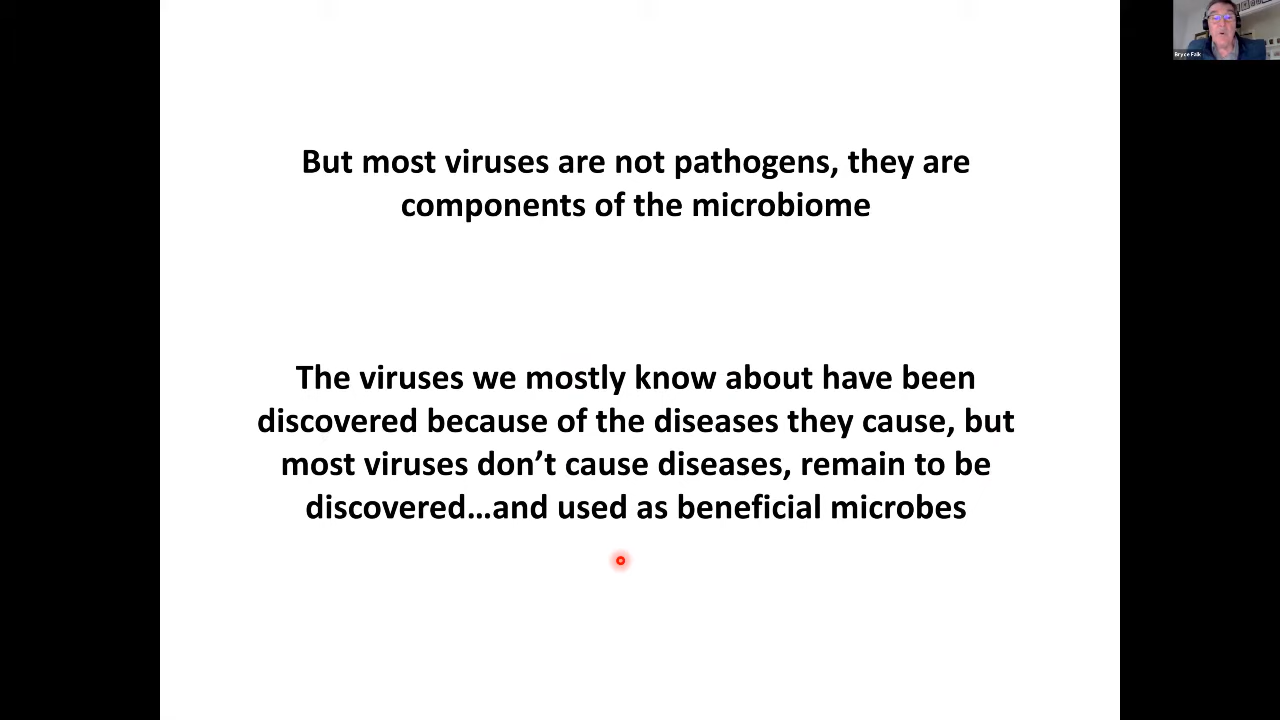 Bryce Falk
But most viruses are not pathogens, they are
components of the microbiome
The viruses we mostly know about have been
discovered because of the diseases they cause, but
most viruses don’t cause diseases, remain to be
discovered…and used as beneficial microbes